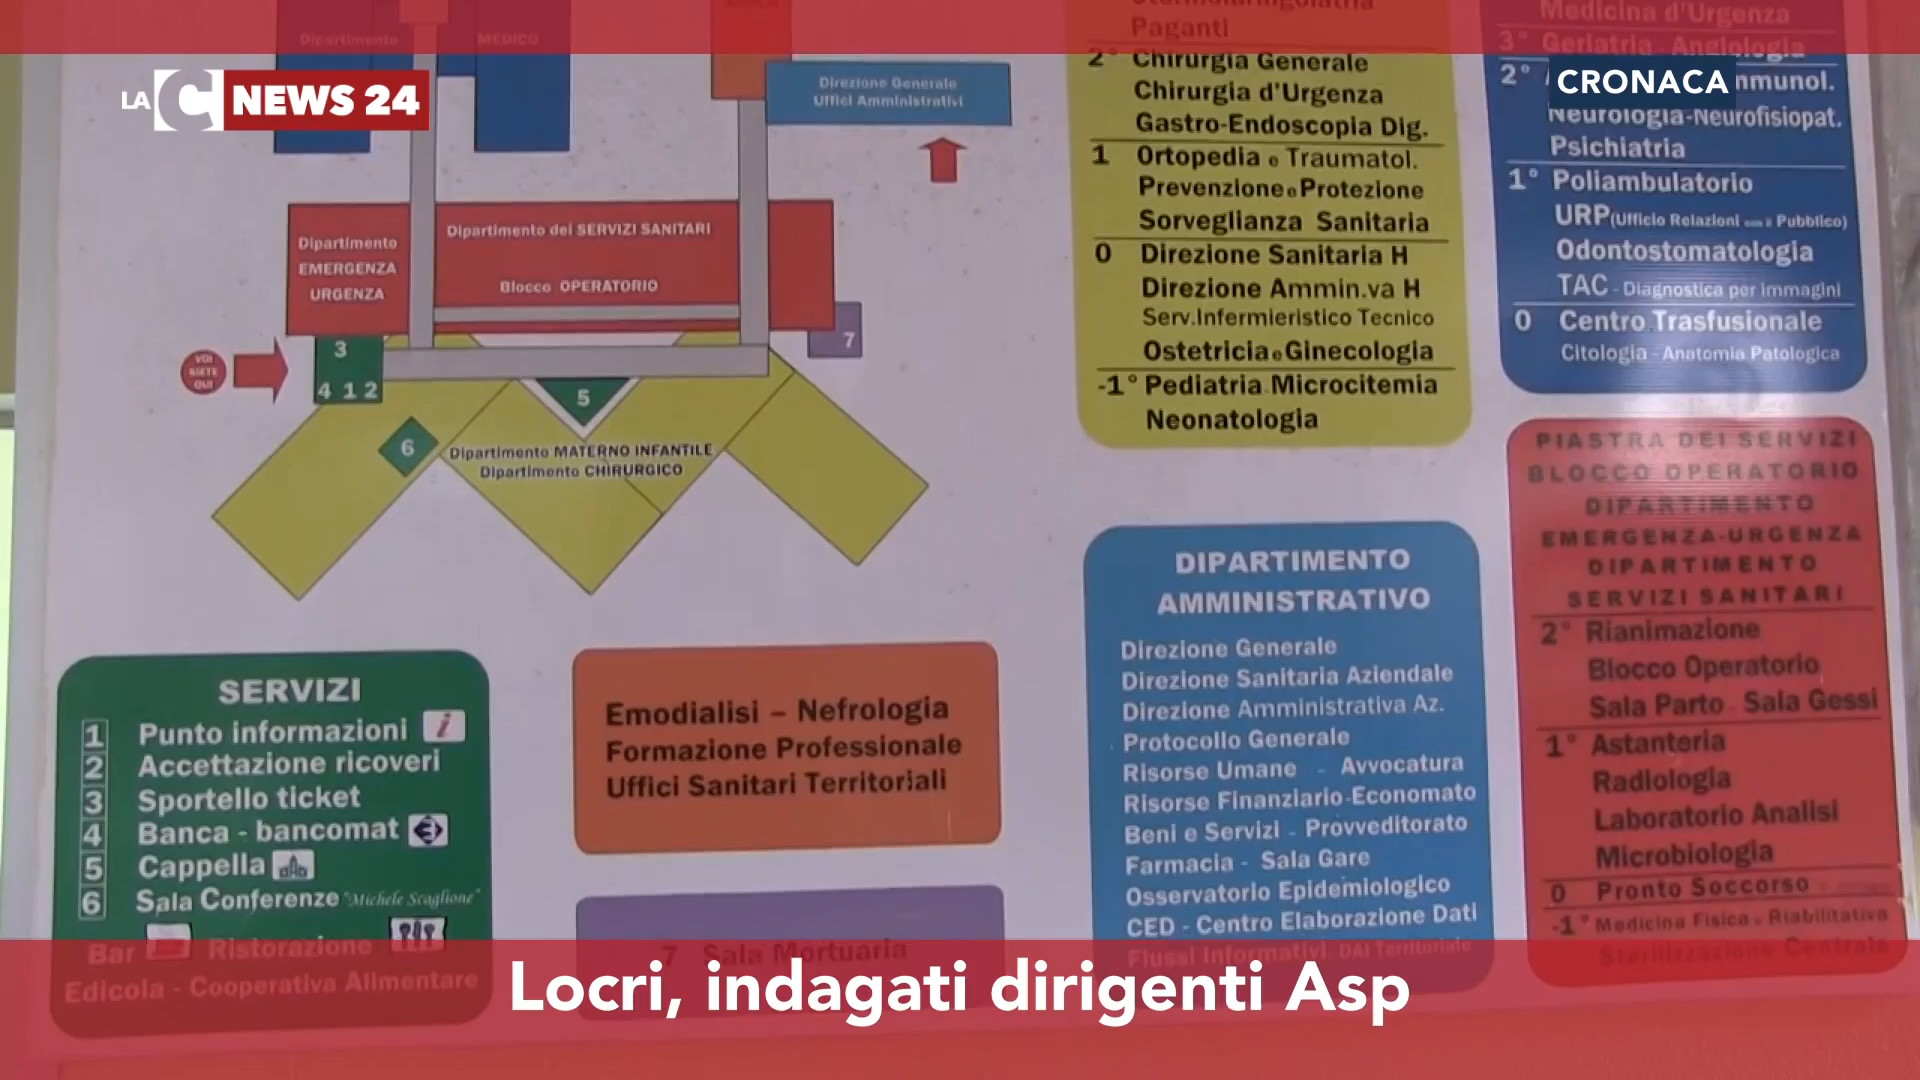 LA C NEWS 24
CRONACA
Dipartimento
MEDICO
Direzione Generale
Uffici Amministrativi
Dipartimento
EMERGENZA
URGENZA
Dipartimento dei SERVIZI SANITARI
Blocco OPERATORIO
VOI
SIETE
QUI
3
4 1 2
5
6
7
Dipartimento MATERNO INFANTILE
Dipartimento CHIRURGICO
Paganti
2° Chirurgia Generale
Chirurgia d'Urgenza
Gastro-Endoscopia Dig.
1 Ortopedia e Traumatol.
Prevenzione e Protezione
Sorveglianza Sanitaria
0 Direzione Sanitaria H
Direzione Ammin.va H
Serv.Infermieristico Tecnico
Ostetricia e Ginecologia
-1° Pediatria Microcitemia
Neonatologia
Medicina d'Urgenza
3° Geriatria - Angiologia
2°
Neurologia-Neurofisiopat.
Psichiatria
1° Poliambulatorio
URP (Ufficio Relazioni con il Pubblico)
Odontostomatologia
TAC - Diagnostica per immagini
0 Centro Trasfusionale
Citologia - Anatomia Patologica
SERVIZI
1 Punto informazioni i
2 Accettazione ricoveri
3 Sportello ticket
4 Banca - bancomat
5 Cappella
6 Sala Conferenze "Michele Scaglione"
Bar Ristorazione
Edicola - Cooperativa Alimentare
Emodialisi – Nefrologia
Formazione Professionale
Uffici Sanitari Territoriali
7 Sala Mortuaria
DIPARTIMENTO
AMMINISTRATIVO
Direzione Generale
Direzione Sanitaria Aziendale
Direzione Amministrativa Az.
Protocollo Generale
Risorse Umane - Avvocatura
Risorse Finanziario-Economato
Beni e Servizi - Provveditorato
Farmacia - Sala Gare
Osservatorio Epidemiologico
CED - Centro Elaborazione Dati
Flussi Informativi DAI Territoriale
PIASTRA DEI SERVIZI
BLOCCO OPERATORIO
DIPARTIMENTO
EMERGENZA-URGENZA
DIPARTIMENTO
SERVIZI SANITARI
2° Rianimazione
Blocco Operatorio
Sala Parto - Sala Gessi
1° Astanteria
Radiologia
Laboratorio Analisi
Microbiologia
0 Pronto Soccorso
-1° Medicina Fisica e Riabilitativa
Sterilizzazione Centrale
Locri, indagati dirigenti Asp